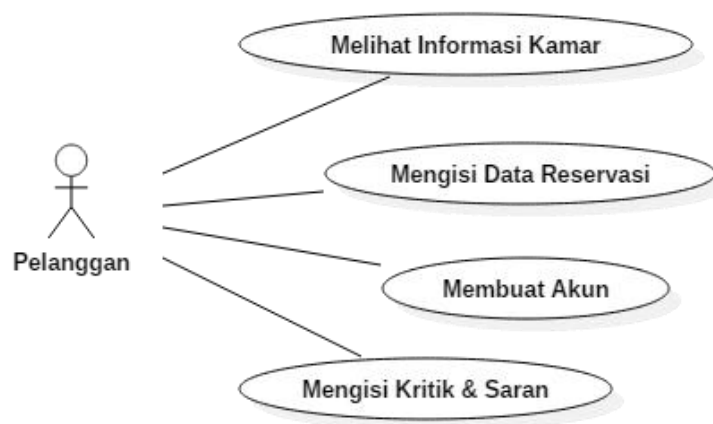 Melihat Informasi Kamar
Mengisi Data Reservasi
Pelanggan
Membuat Akun
Mengisi Kritik & Saran